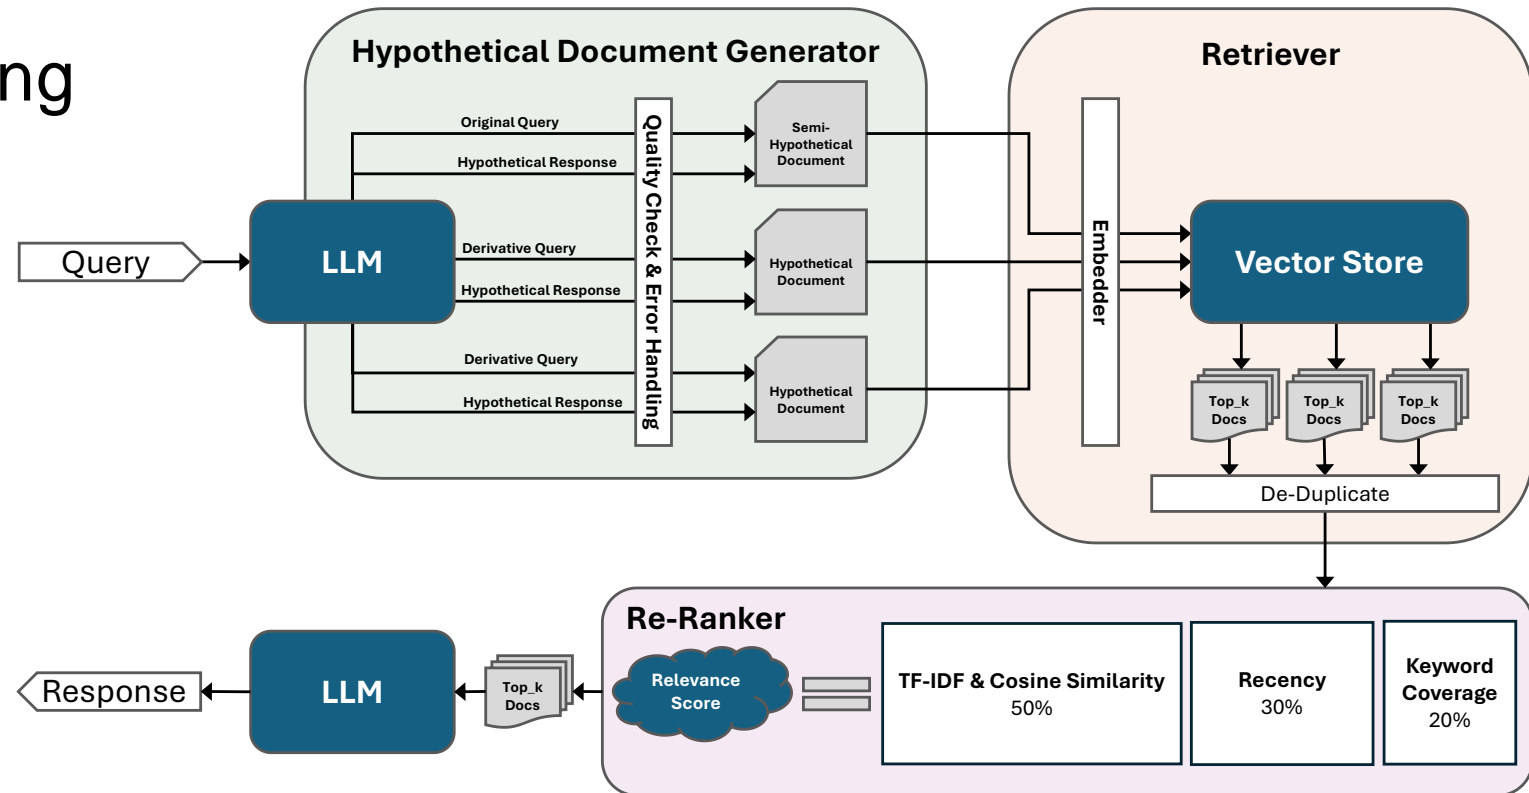 ng
Hypothetical Document Generator
Retriever
Query
LLM
Original Query
Hypothetical Response
Derivative Query
Hypothetical Response
Derivative Query
Hypothetical Response
Quality Check & Error Handling
Semi-
Hypothetical
Document
Hypothetical
Document
Hypothetical
Document
Embedder
Vector Store
Top_k
Docs
Top_k
Docs
Top_k
Docs
De-Duplicate
Re-Ranker
Response
LLM
Top_k
Docs
Relevance
Score
TF-IDF & Cosine Similarity
50%
Recency
30%
Keyword
Coverage
20%